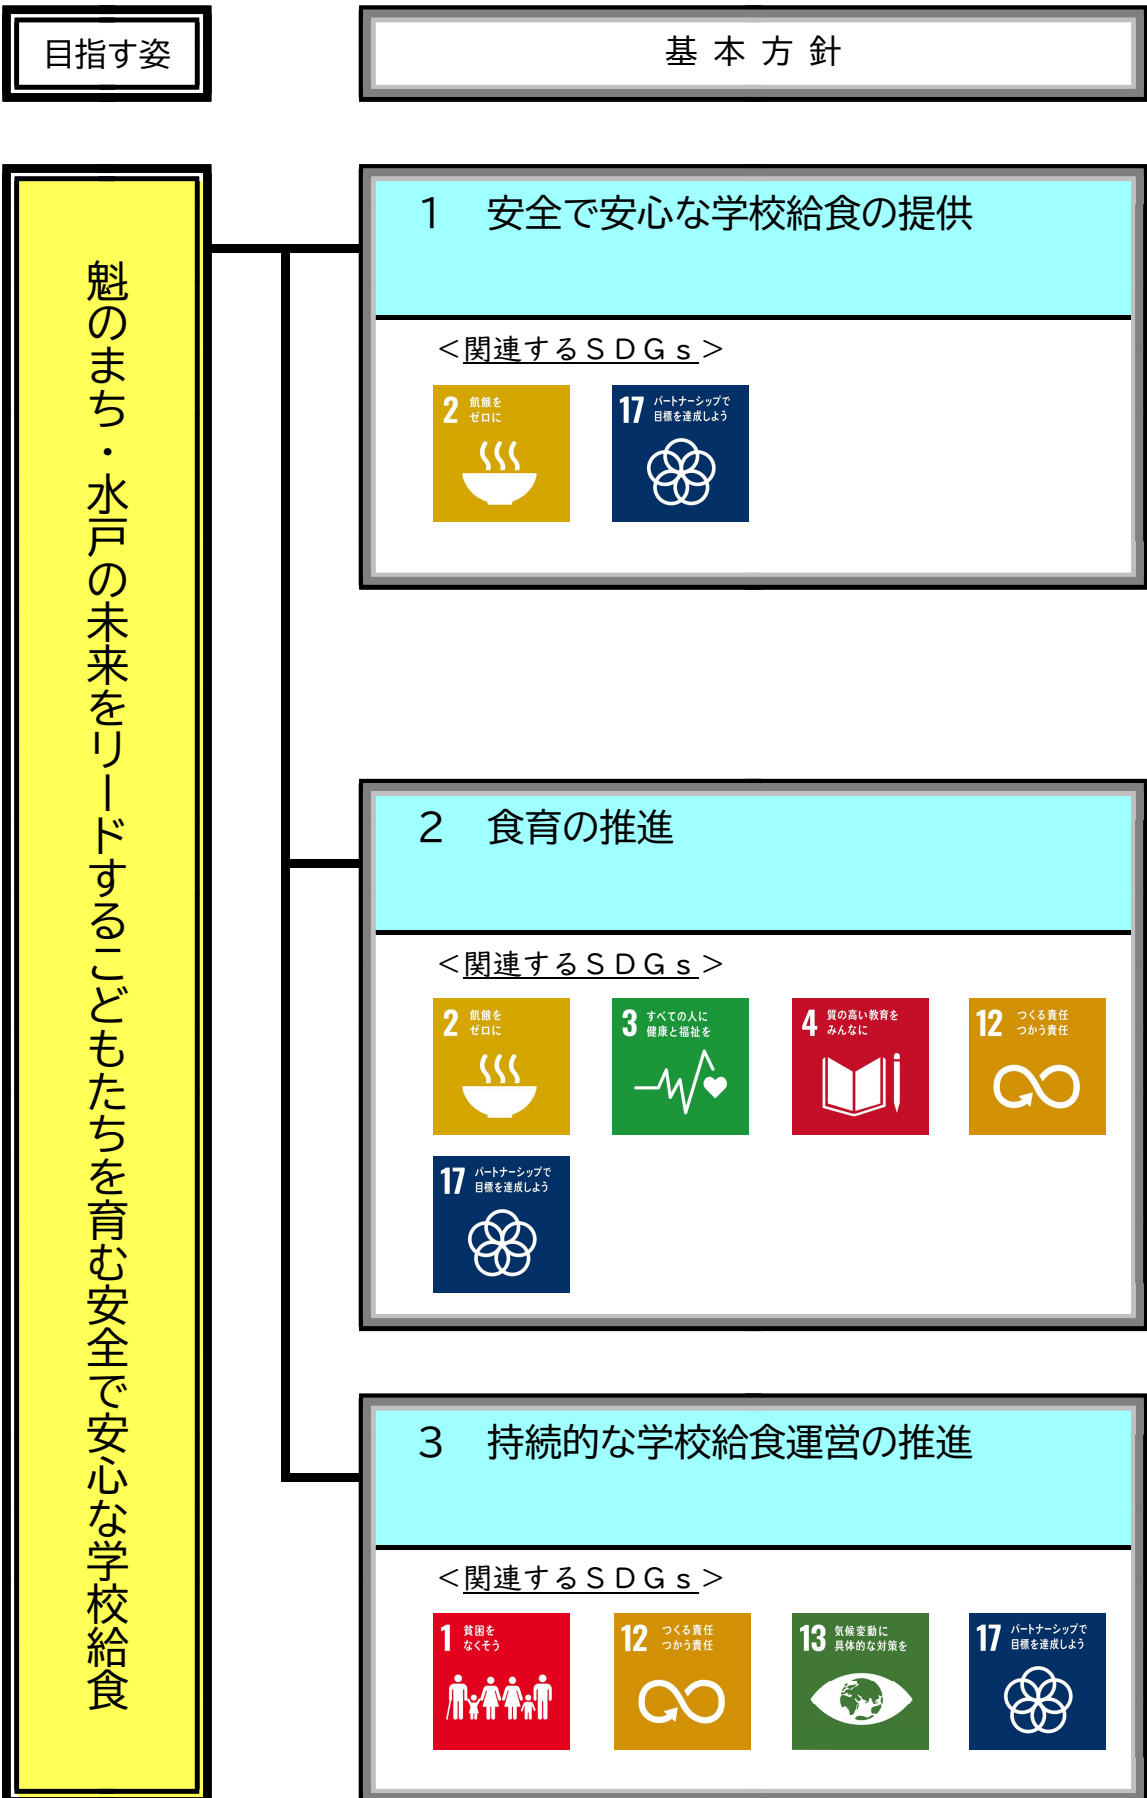 目指す姿
基本方針
魁のまち・水戸の未来をリードするこどもたちを育む安全で安心な学校給食
１　安全で安心な学校給食の提供
＜関連するＳＤＧｓ＞
2 飢餓を
ゼロに
17 パートナーシップで
目標を達成しよう
２　食育の推進
＜関連するＳＤＧｓ＞
2 飢餓を
ゼロに
3 すべての人に
健康と福祉を
4 質の高い教育を
みんなに
12 つくる責任
つかう責任
17 パートナーシップで
目標を達成しよう
３　持続的な学校給食運営の推進
＜関連するＳＤＧｓ＞
1 貧困を
なくそう
12 つくる責任
つかう責任
13 気候変動に
具体的な対策を
17 パートナーシップで
目標を達成しよう